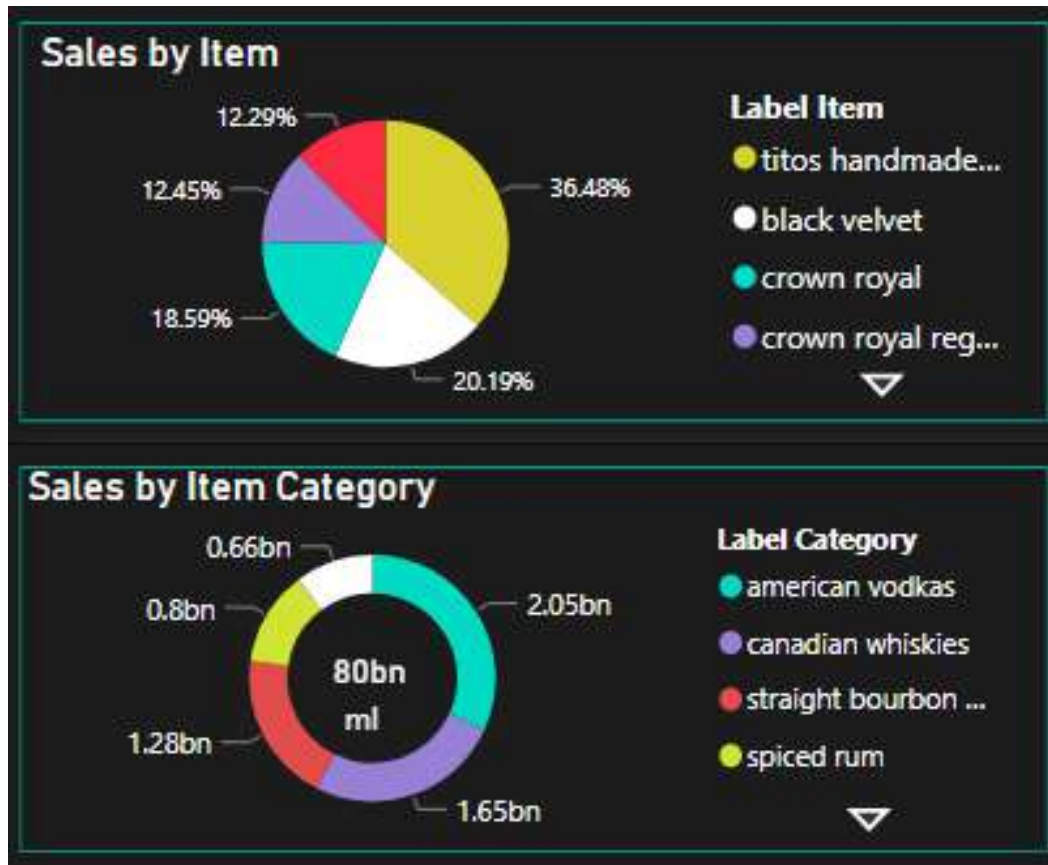 Sales by Item
12.29%
12.45%
36.48%
18.59%
20.19%
Label Item
titos handmade...
black velvet
crown royal
crown royal reg...
Sales by Item Category
0.66bn
0.8bn
2.05bn
80bn
ml
1.28bn
1.65bn
Label Category
american vodkas
canadian whiskies
straight bourbon ...
spiced rum